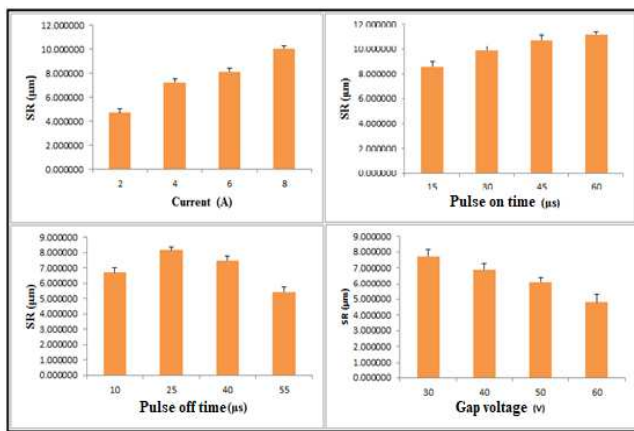 12.000000
10.000000
8.000000
6.000000
4.000000
2.000000
0.000000
SR (µm)
2 4 6 8
Current (A)
12.000000
10.000000
8.000000
6.000000
4.000000
2.000000
0.000000
SR (µm)
15 30 45 60
Pulse on time (µs)
9.000000
8.000000
7.000000
6.000000
5.000000
4.000000
3.000000
2.000000
1.000000
0.000000
SR (µm)
10 25 40 55
Pulse off time (µs)
9.000000
8.000000
7.000000
6.000000
5.000000
4.000000
3.000000
2.000000
1.000000
0.000000
SR (µm)
30 40 50 60
Gap voltage (V)